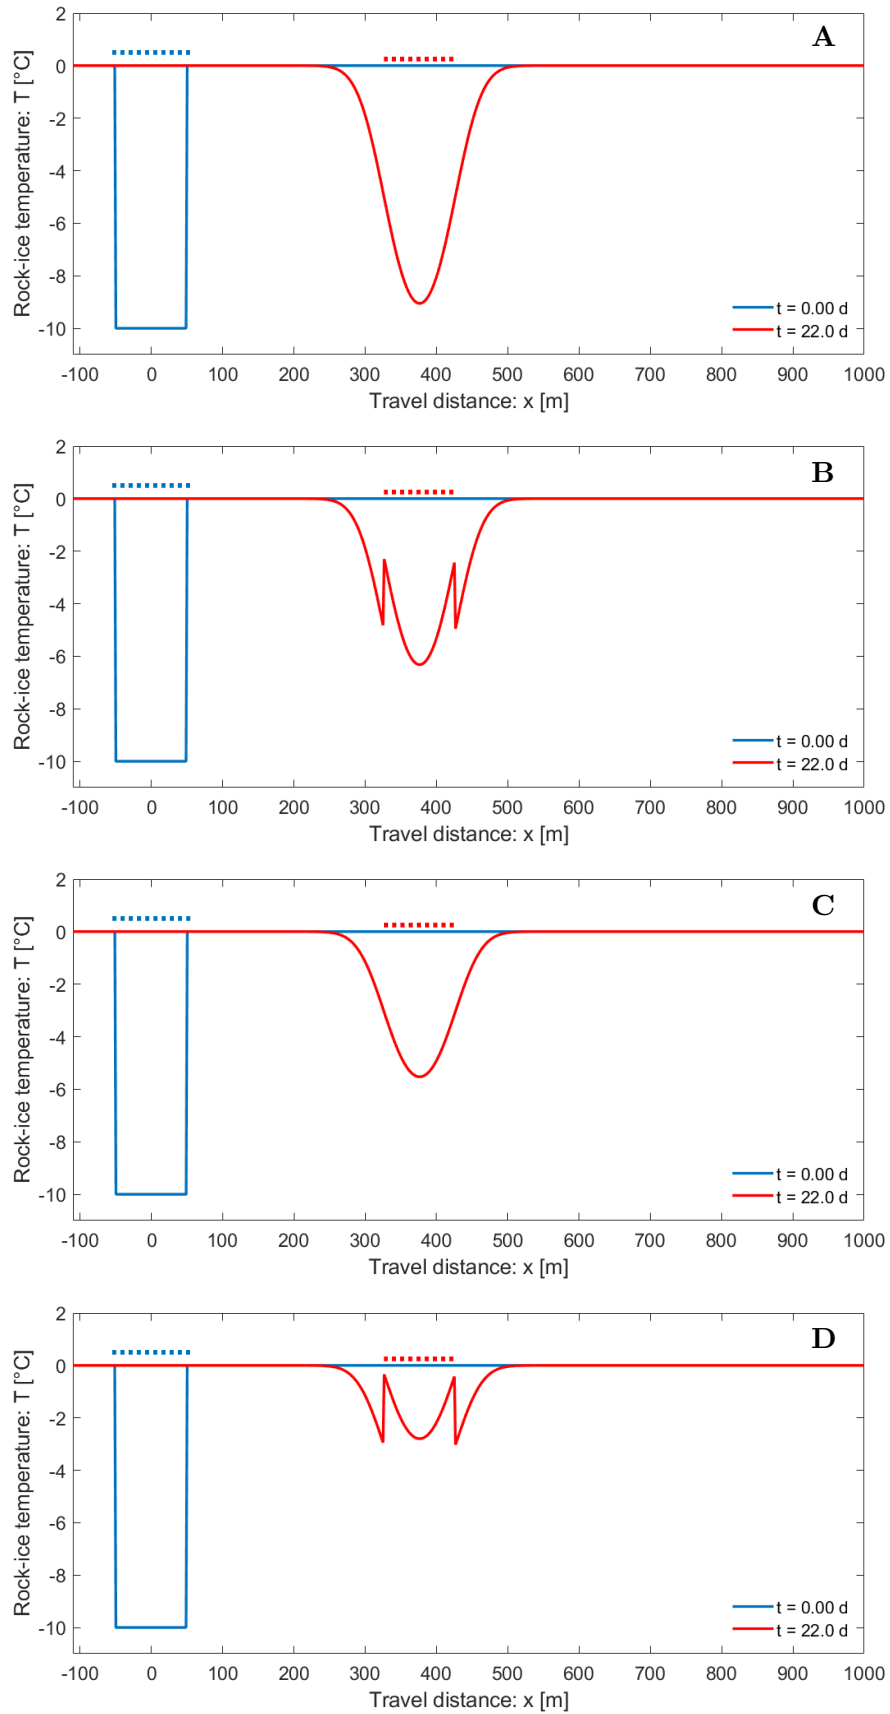 A
Rock-ice temperature: T [°C]
2
0
-2
-4
-6
-8
-10
t = 0.00 d
t = 22.0 d
-100 0 100 200 300 400 500 600 700 800 900 1000
Travel distance: x [m]
B
Rock-ice temperature: T [°C]
2
0
-2
-4
-6
-8
-10
t = 0.00 d
t = 22.0 d
-100 0 100 200 300 400 500 600 700 800 900 1000
Travel distance: x [m]
C
Rock-ice temperature: T [°C]
2
0
-2
-4
-6
-8
-10
t = 0.00 d
t = 22.0 d
-100 0 100 200 300 400 500 600 700 800 900 1000
Travel distance: x [m]
D
Rock-ice temperature: T [°C]
2
0
-2
-4
-6
-8
-10
t = 0.00 d
t = 22.0 d
-100 0 100 200 300 400 500 600 700 800 900 1000
Travel distance: x [m]